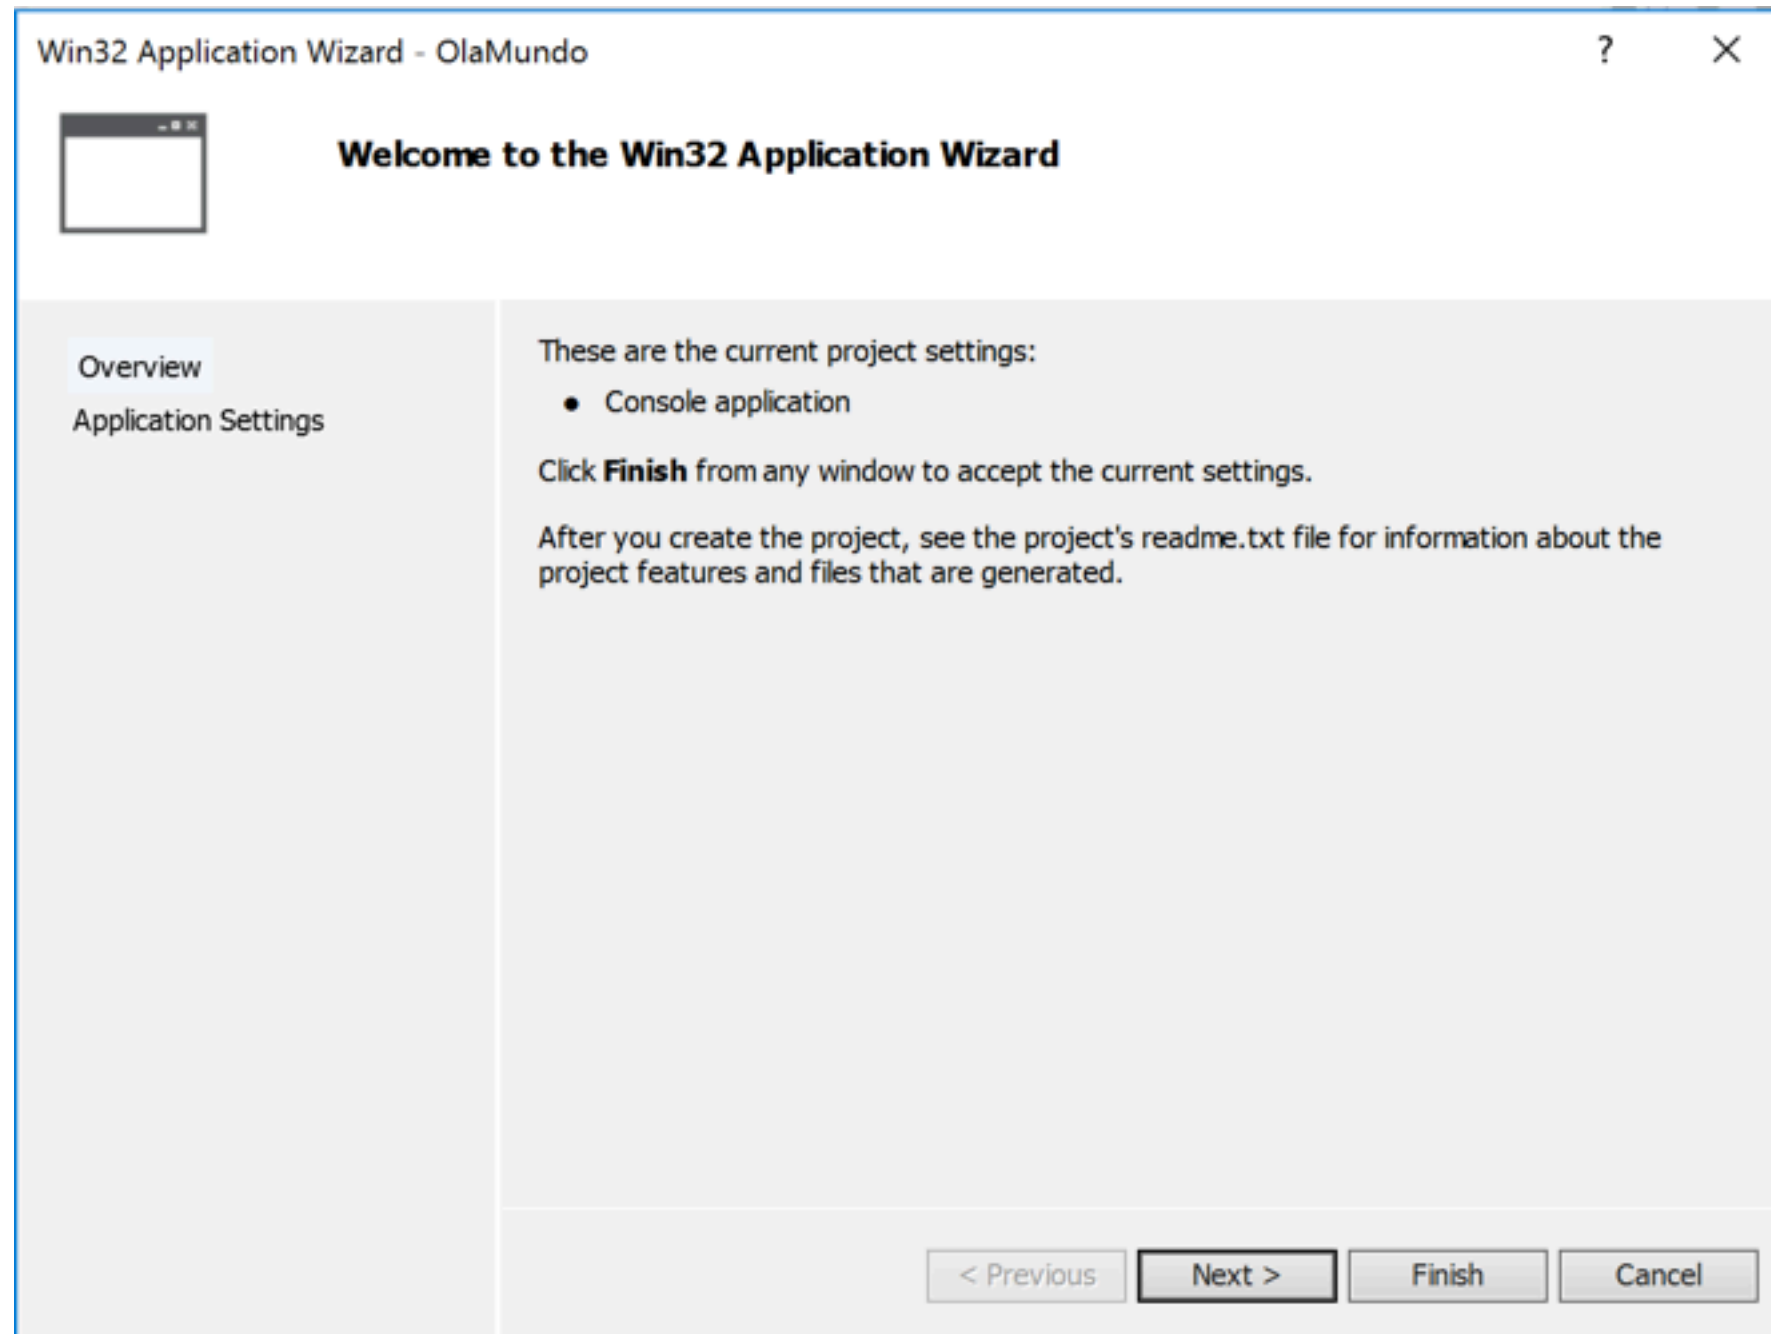 Win32 Application Wizard - OlaMundo
Welcome to the Win32 Application Wizard
Overview
Application Settings
These are the current project settings:
• Console application
Click Finish from any window to accept the current settings.
After you create the project, see the project's readme.txt file for information about the
project features and files that are generated.
< Previous
Next >
Finish
Cancel